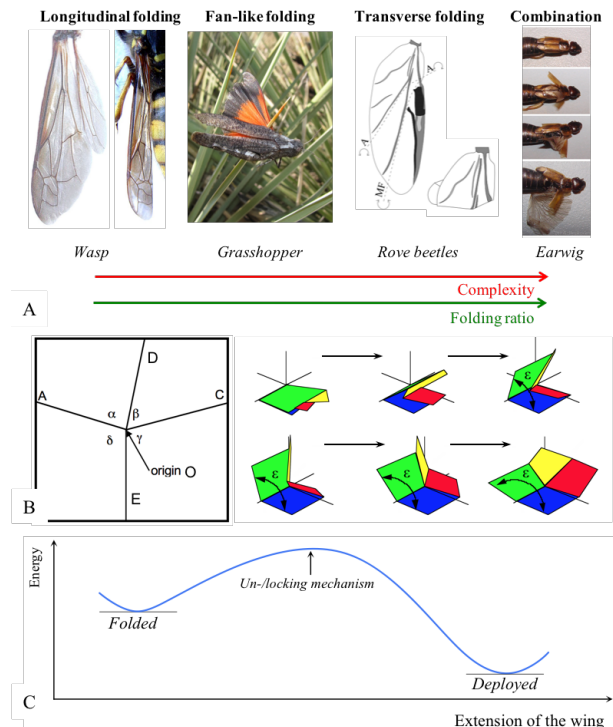 Longitudinal folding Fan-like folding Transverse folding Combination
A
A
MF
Wasp Grasshopper Rove beetles Earwig
Complexity
Folding ratio
A
D
A
C
α β
δ γ
origin O
E
ε
ε
ε
ε
B
Energy
Un-/locking mechanism
Folded
Deployed
C
Extension of the wing